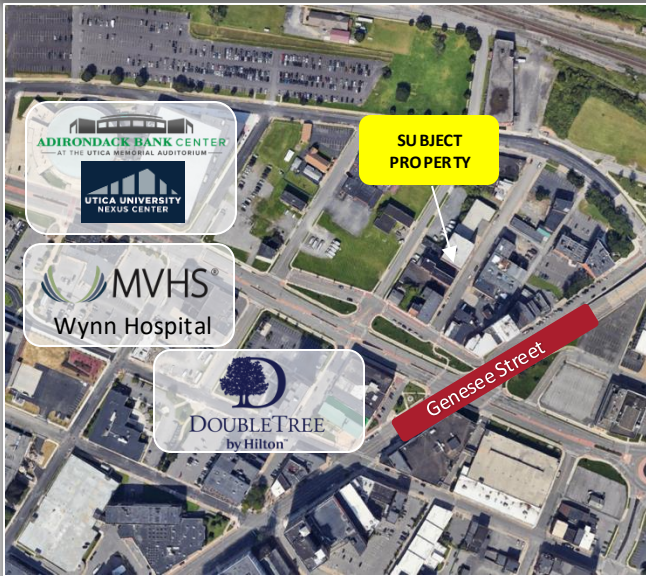 ADIRONDACK BANK CENTER
AT THE UTICA MEMORIAL AUDITORIUM
UTICA UNIVERSITY
NEXUS CENTER
SUBJECT
PROPERTY
MVHS®
Wynn Hospital
D
DOUBLETREE
by Hilton™
Genesee Street